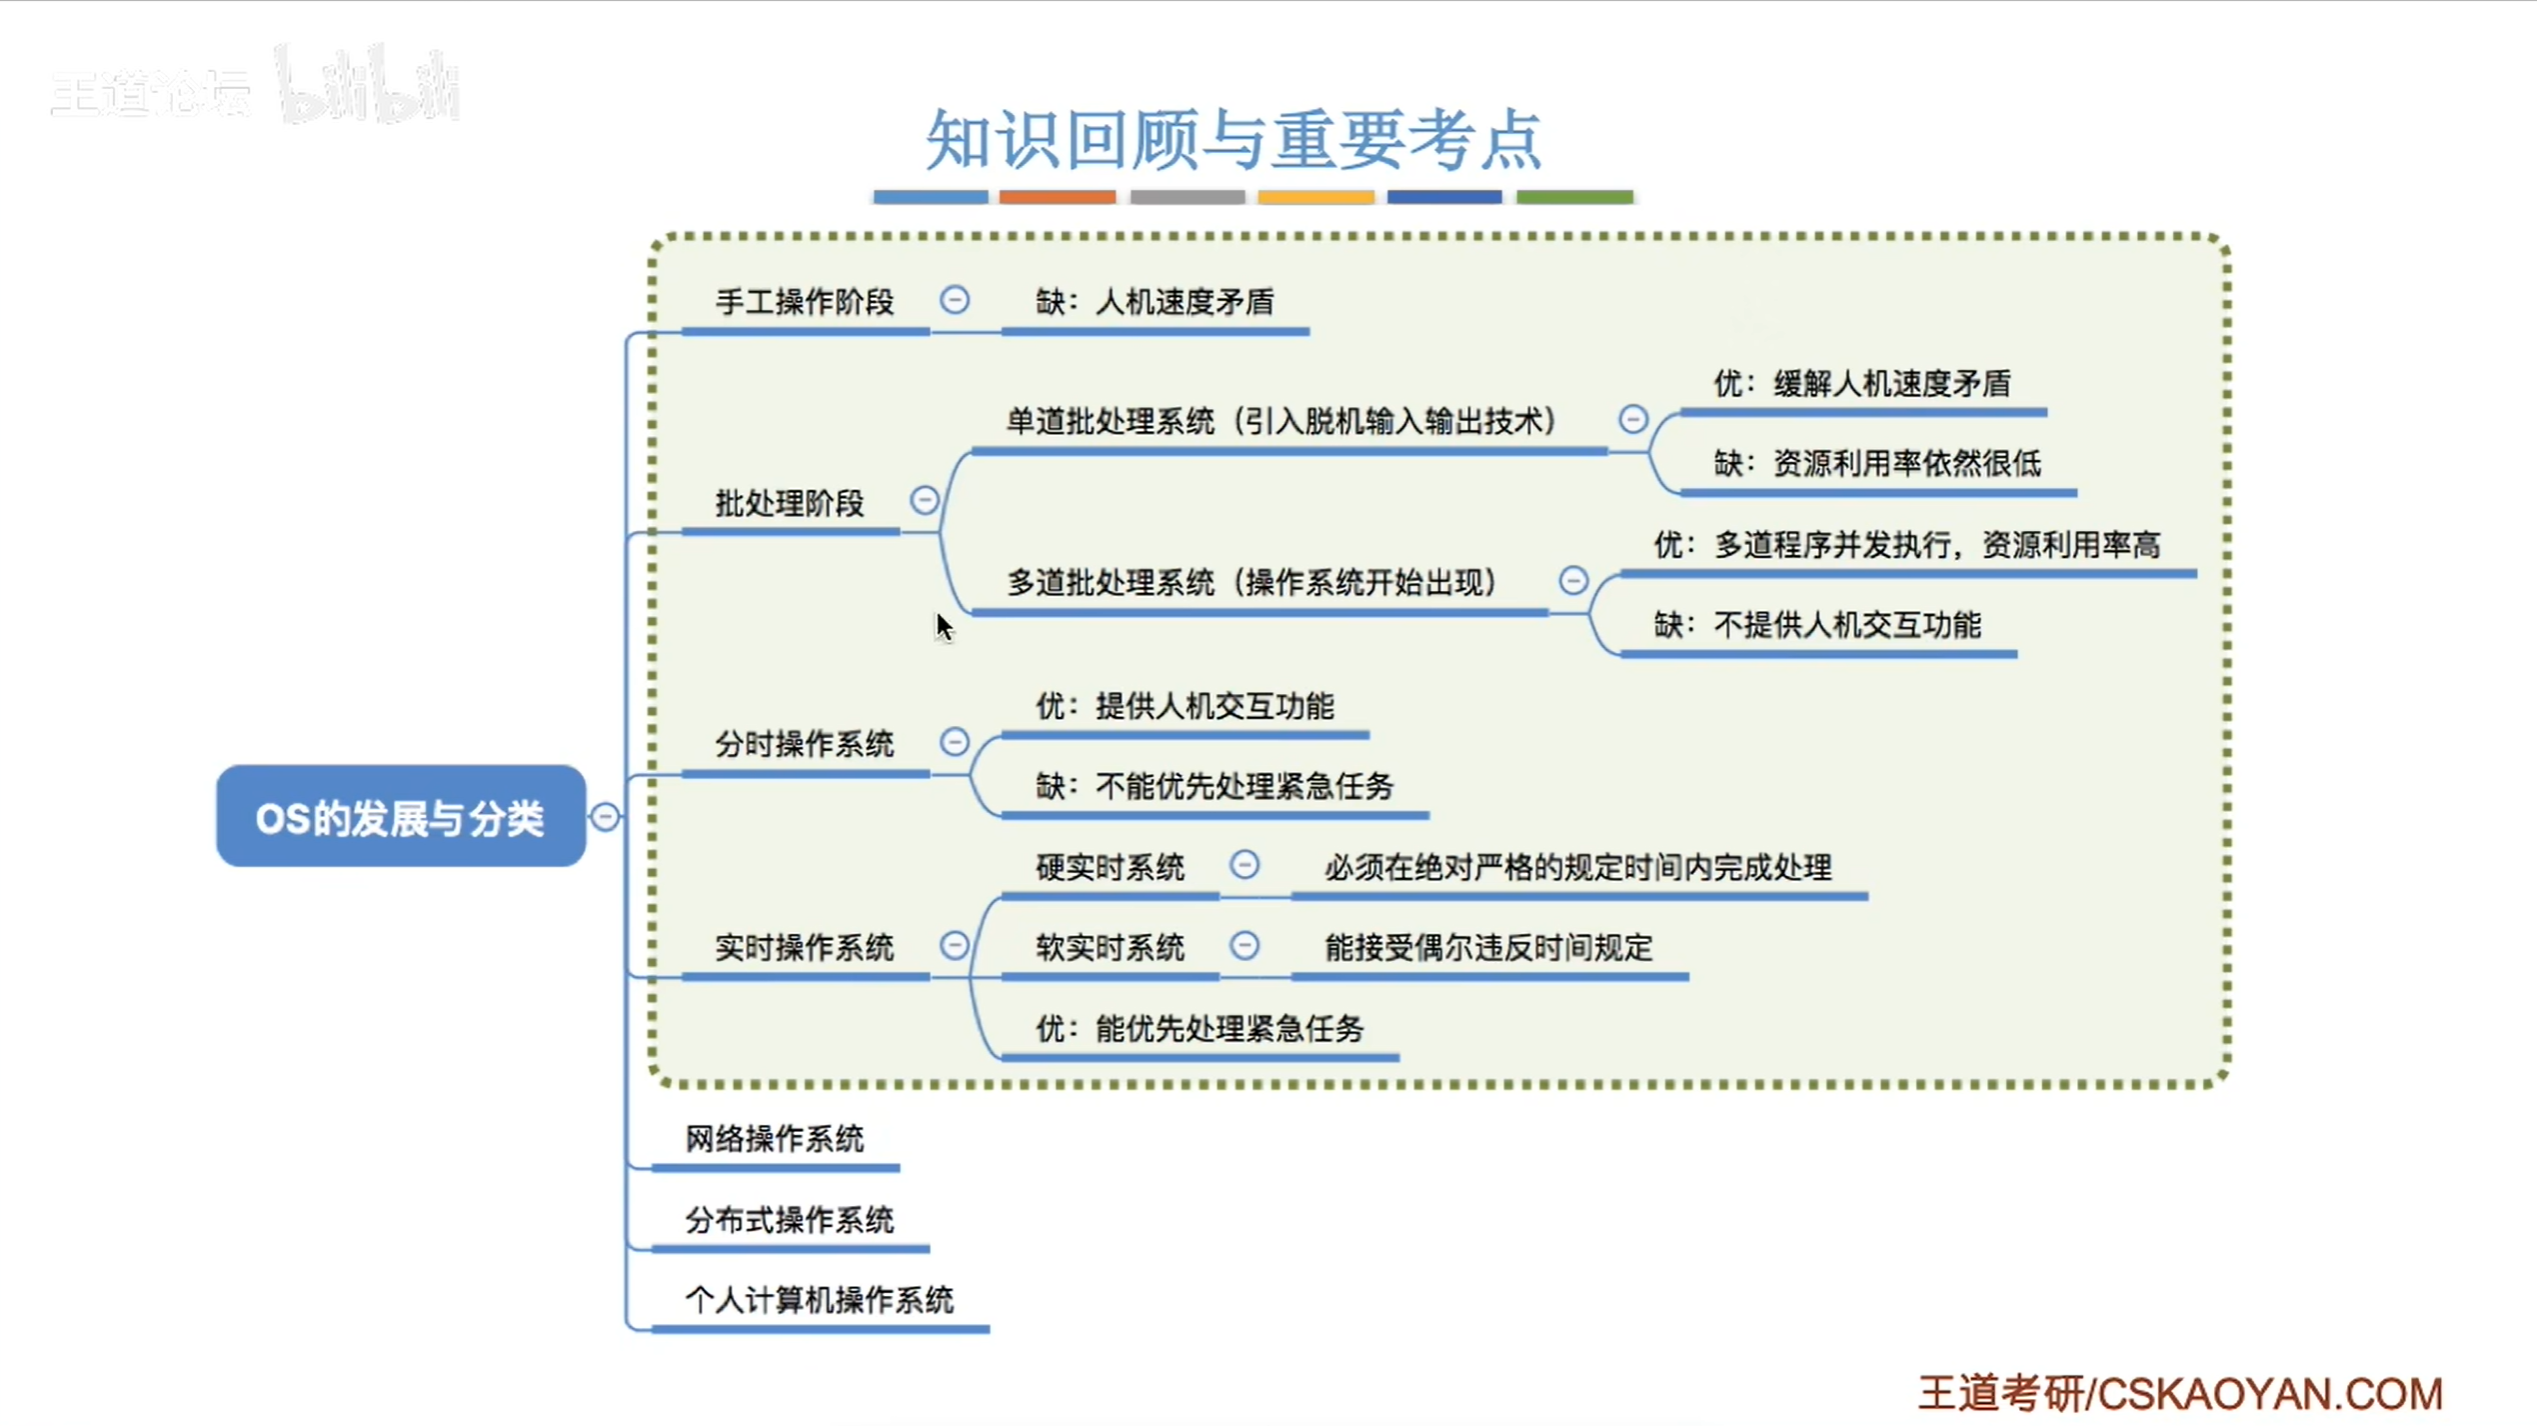 王道论坛 bilibili
知识回顾与重要考点
手工操作阶段
缺：人机速度矛盾
批处理阶段
单道批处理系统（引入脱机输入输出技术）
优：缓解人机速度矛盾
缺：资源利用率依然很低
多道批处理系统（操作系统开始出现）
优：多道程序并发执行，资源利用率高
缺：不提供人机交互功能
OS的发展与分类
分时操作系统
优：提供人机交互功能
缺：不能优先处理紧急任务
实时操作系统
硬实时系统
必须在绝对严格的规定时间内完成处理
软实时系统
能接受偶尔违反时间规定
优：能优先处理紧急任务
网络操作系统
分布式操作系统
个人计算机操作系统
王道考研/CSKAOYAN.COM